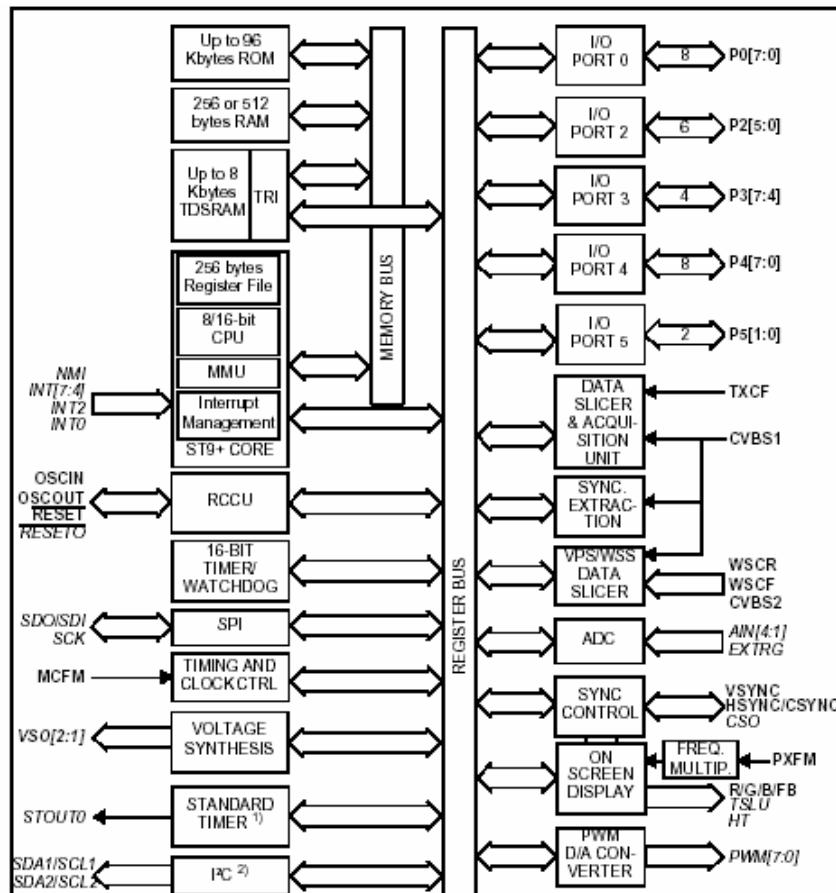 Up to 96
Kbytes ROM
256 or 512
bytes RAM
Up to 8
Kbytes
TDSRAM
TRI
256 bytes
Register File
8/16-bit
CPU
MMU
Interrupt
Management
ST9+ CORE
NMI
INT[7:4]
INT2
INT0
OSCIN
OSCOUT
RESET
RESETO
RCCU
16-BIT
TIMER/
WATCHDOG
SDO/SDI
SCK
SPI
MCFM
TIMING AND
CLOCK CTRL
VSO[2:1]
VOLTAGE
SYNTHESIS
STOUT0
STANDARD
TIMER 1)
SDA1/SCL1
SDA2/SCL2
I²C 2)
MEMORY BUS
REGISTER BUS
I/O
PORT 0
8
P0[7:0]
I/O
PORT 2
6
P2[5:0]
I/O
PORT 3
4
P3[7:4]
I/O
PORT 4
8
P4[7:0]
I/O
PORT 5
2
P5[1:0]
DATA
SLICER
& ACQUI-
SITION
UNIT
TXCF
CVBS1
SYNC.
EXTRAC-
TION
VPS/WSS
DATA
SLICER
WSCR
WSCF
CVBS2
ADC
AIN[4:1]
EXTRG
SYNC
CONTROL
VSYNC
HSYNC/CSYNC
CSO
ON
SCREEN
DISPLAY
FREQ.
MULTIP.
PXFM
R/G/B/FB
TSLU
HT
PWM
D/A CON-
VERTER
PWM[7:0]